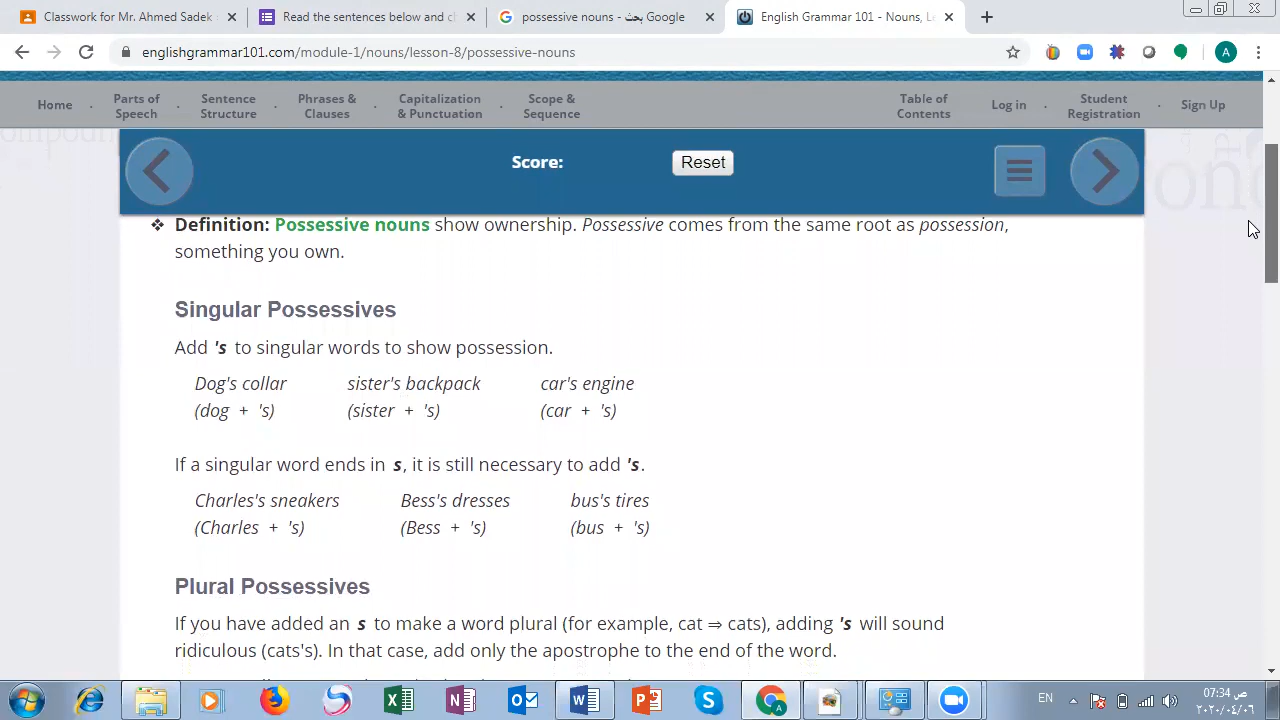 Classwork for Mr. Ahmed Sadek
Read the sentences below and c
possessive nouns - بحث Google
English Grammar 101 - Nouns, Le
englishgrammar101.com/module-1/nouns/lesson-8/possessive-nouns
A
Home · Parts of Speech · Sentence Structure · Phrases & Clauses · Capitalization & Punctuation · Scope & Sequence
Table of Contents Log in · Student Registration · Sign Up
Score: Reset
❖ Definition: Possessive nouns show ownership. Possessive comes from the same root as possession,
something you own.
Singular Possessives
Add 's to singular words to show possession.
Dog's collar sister's backpack car's engine
(dog + 's) (sister + 's) (car + 's)
If a singular word ends in s, it is still necessary to add 's.
Charles's sneakers Bess's dresses bus's tires
(Charles + 's) (Bess + 's) (bus + 's)
Plural Possessives
If you have added an s to make a word plural (for example, cat ⇒ cats), adding 's will sound
ridiculous (cats's). In that case, add only the apostrophe to the end of the word.
EN
07:34 ص
٢٠٢٠/٠٤/٠٦